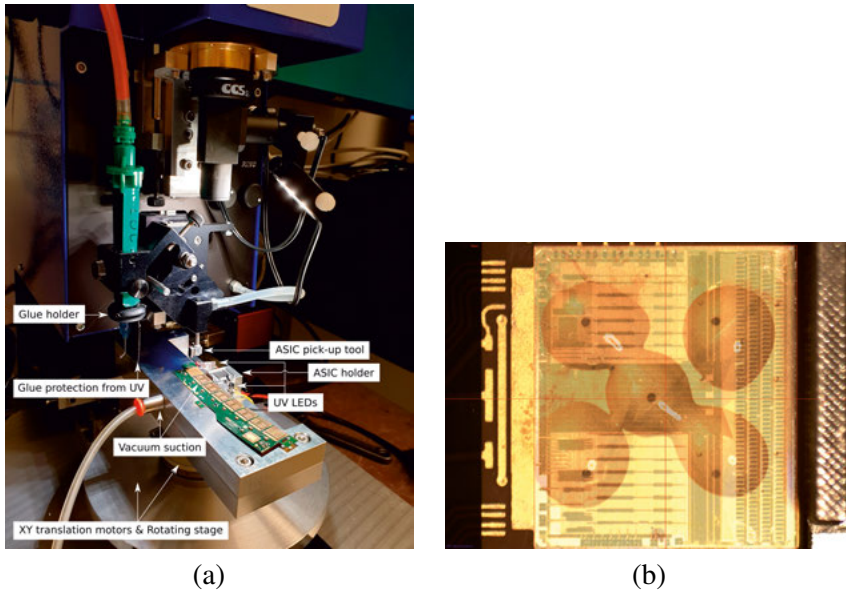 CCS
Glue holder
ASIC pick-up tool
ASIC holder
Glue protection from UV
UV LEDs
Vacuum suction
XY translation motors & Rotating stage
(a)
(b)